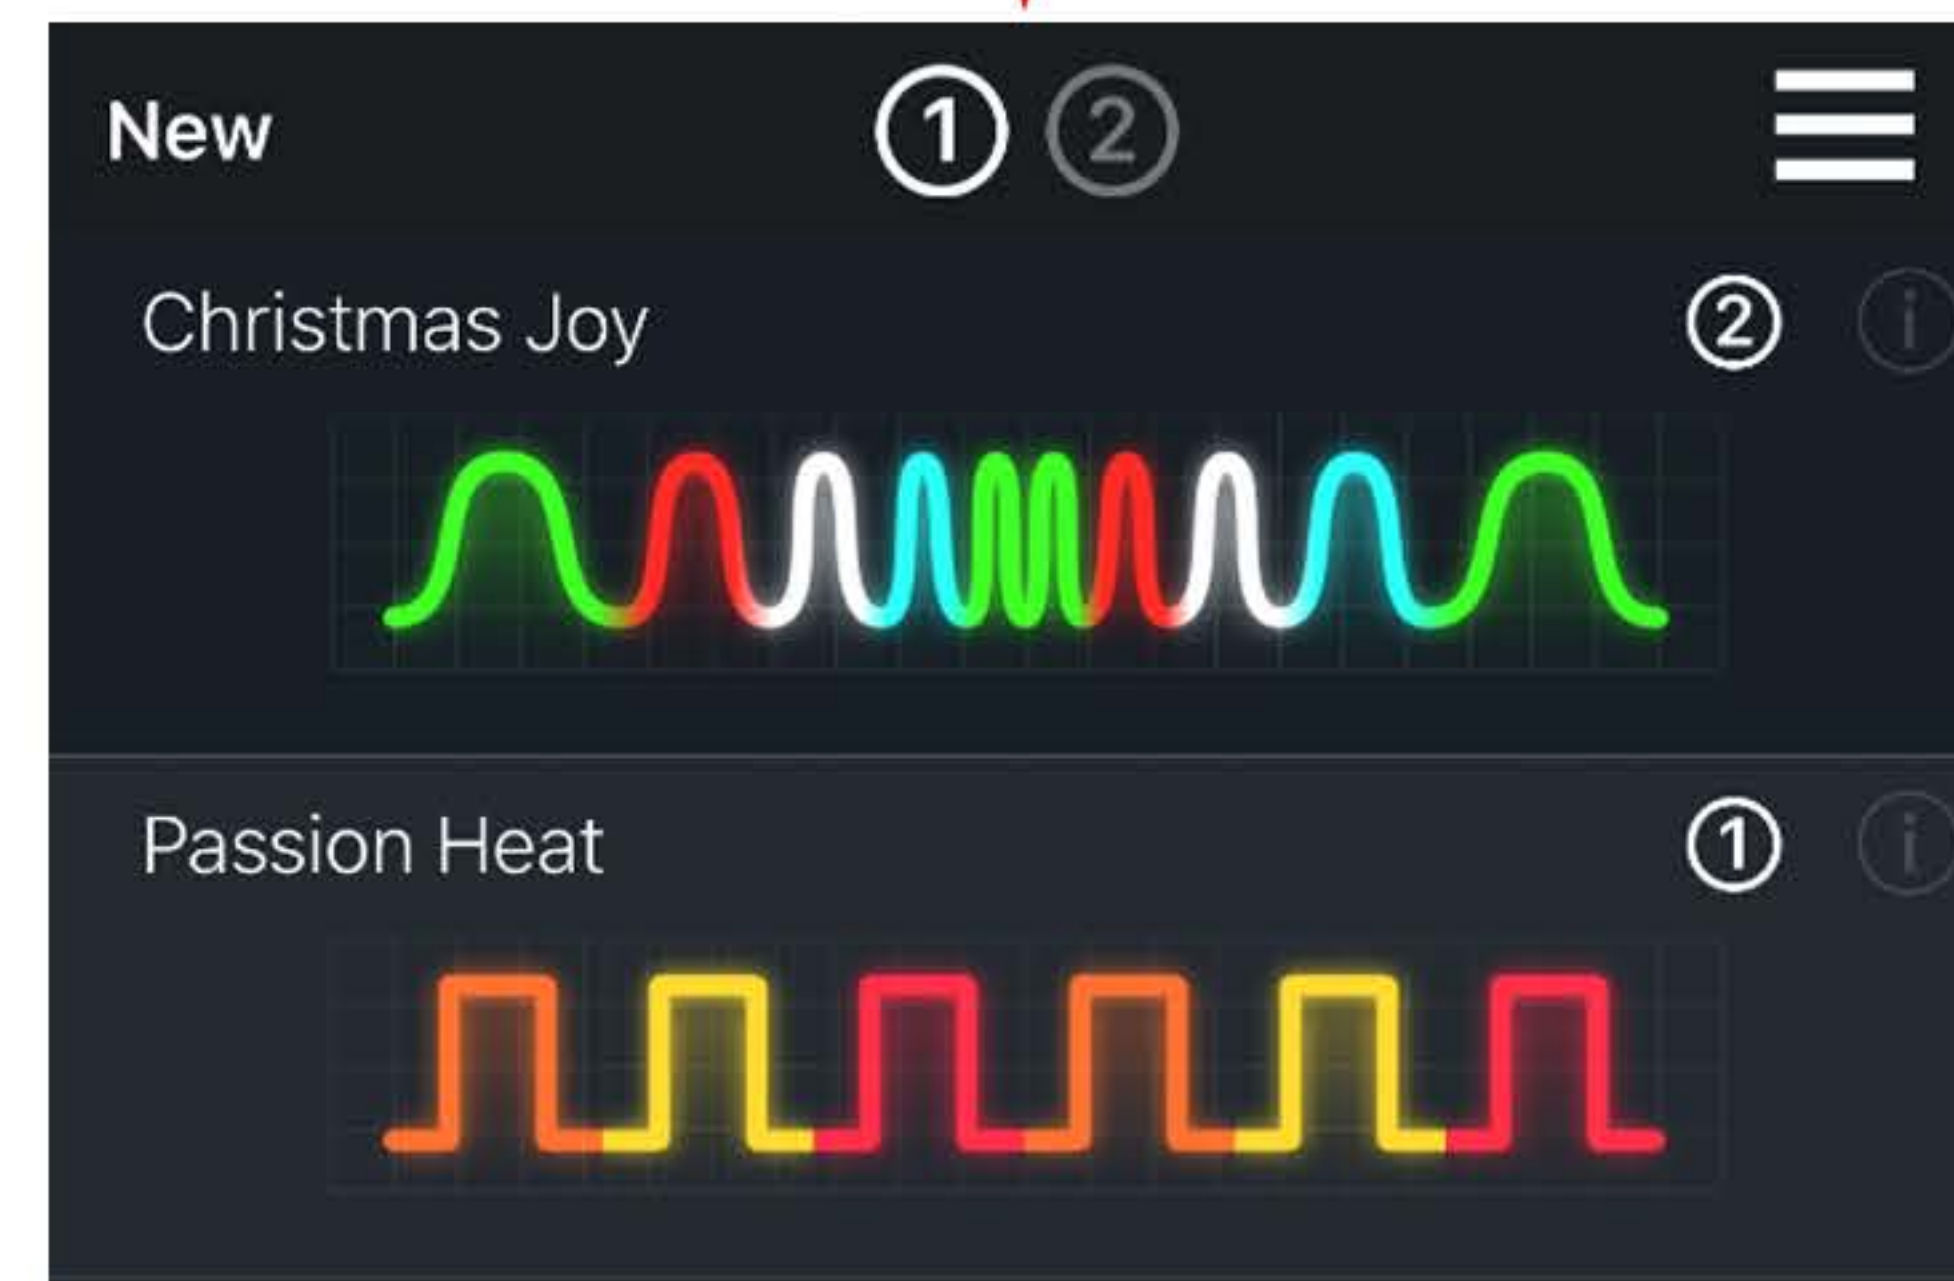 New ① ②
Christmas Joy ② i
Passion Heat ① i